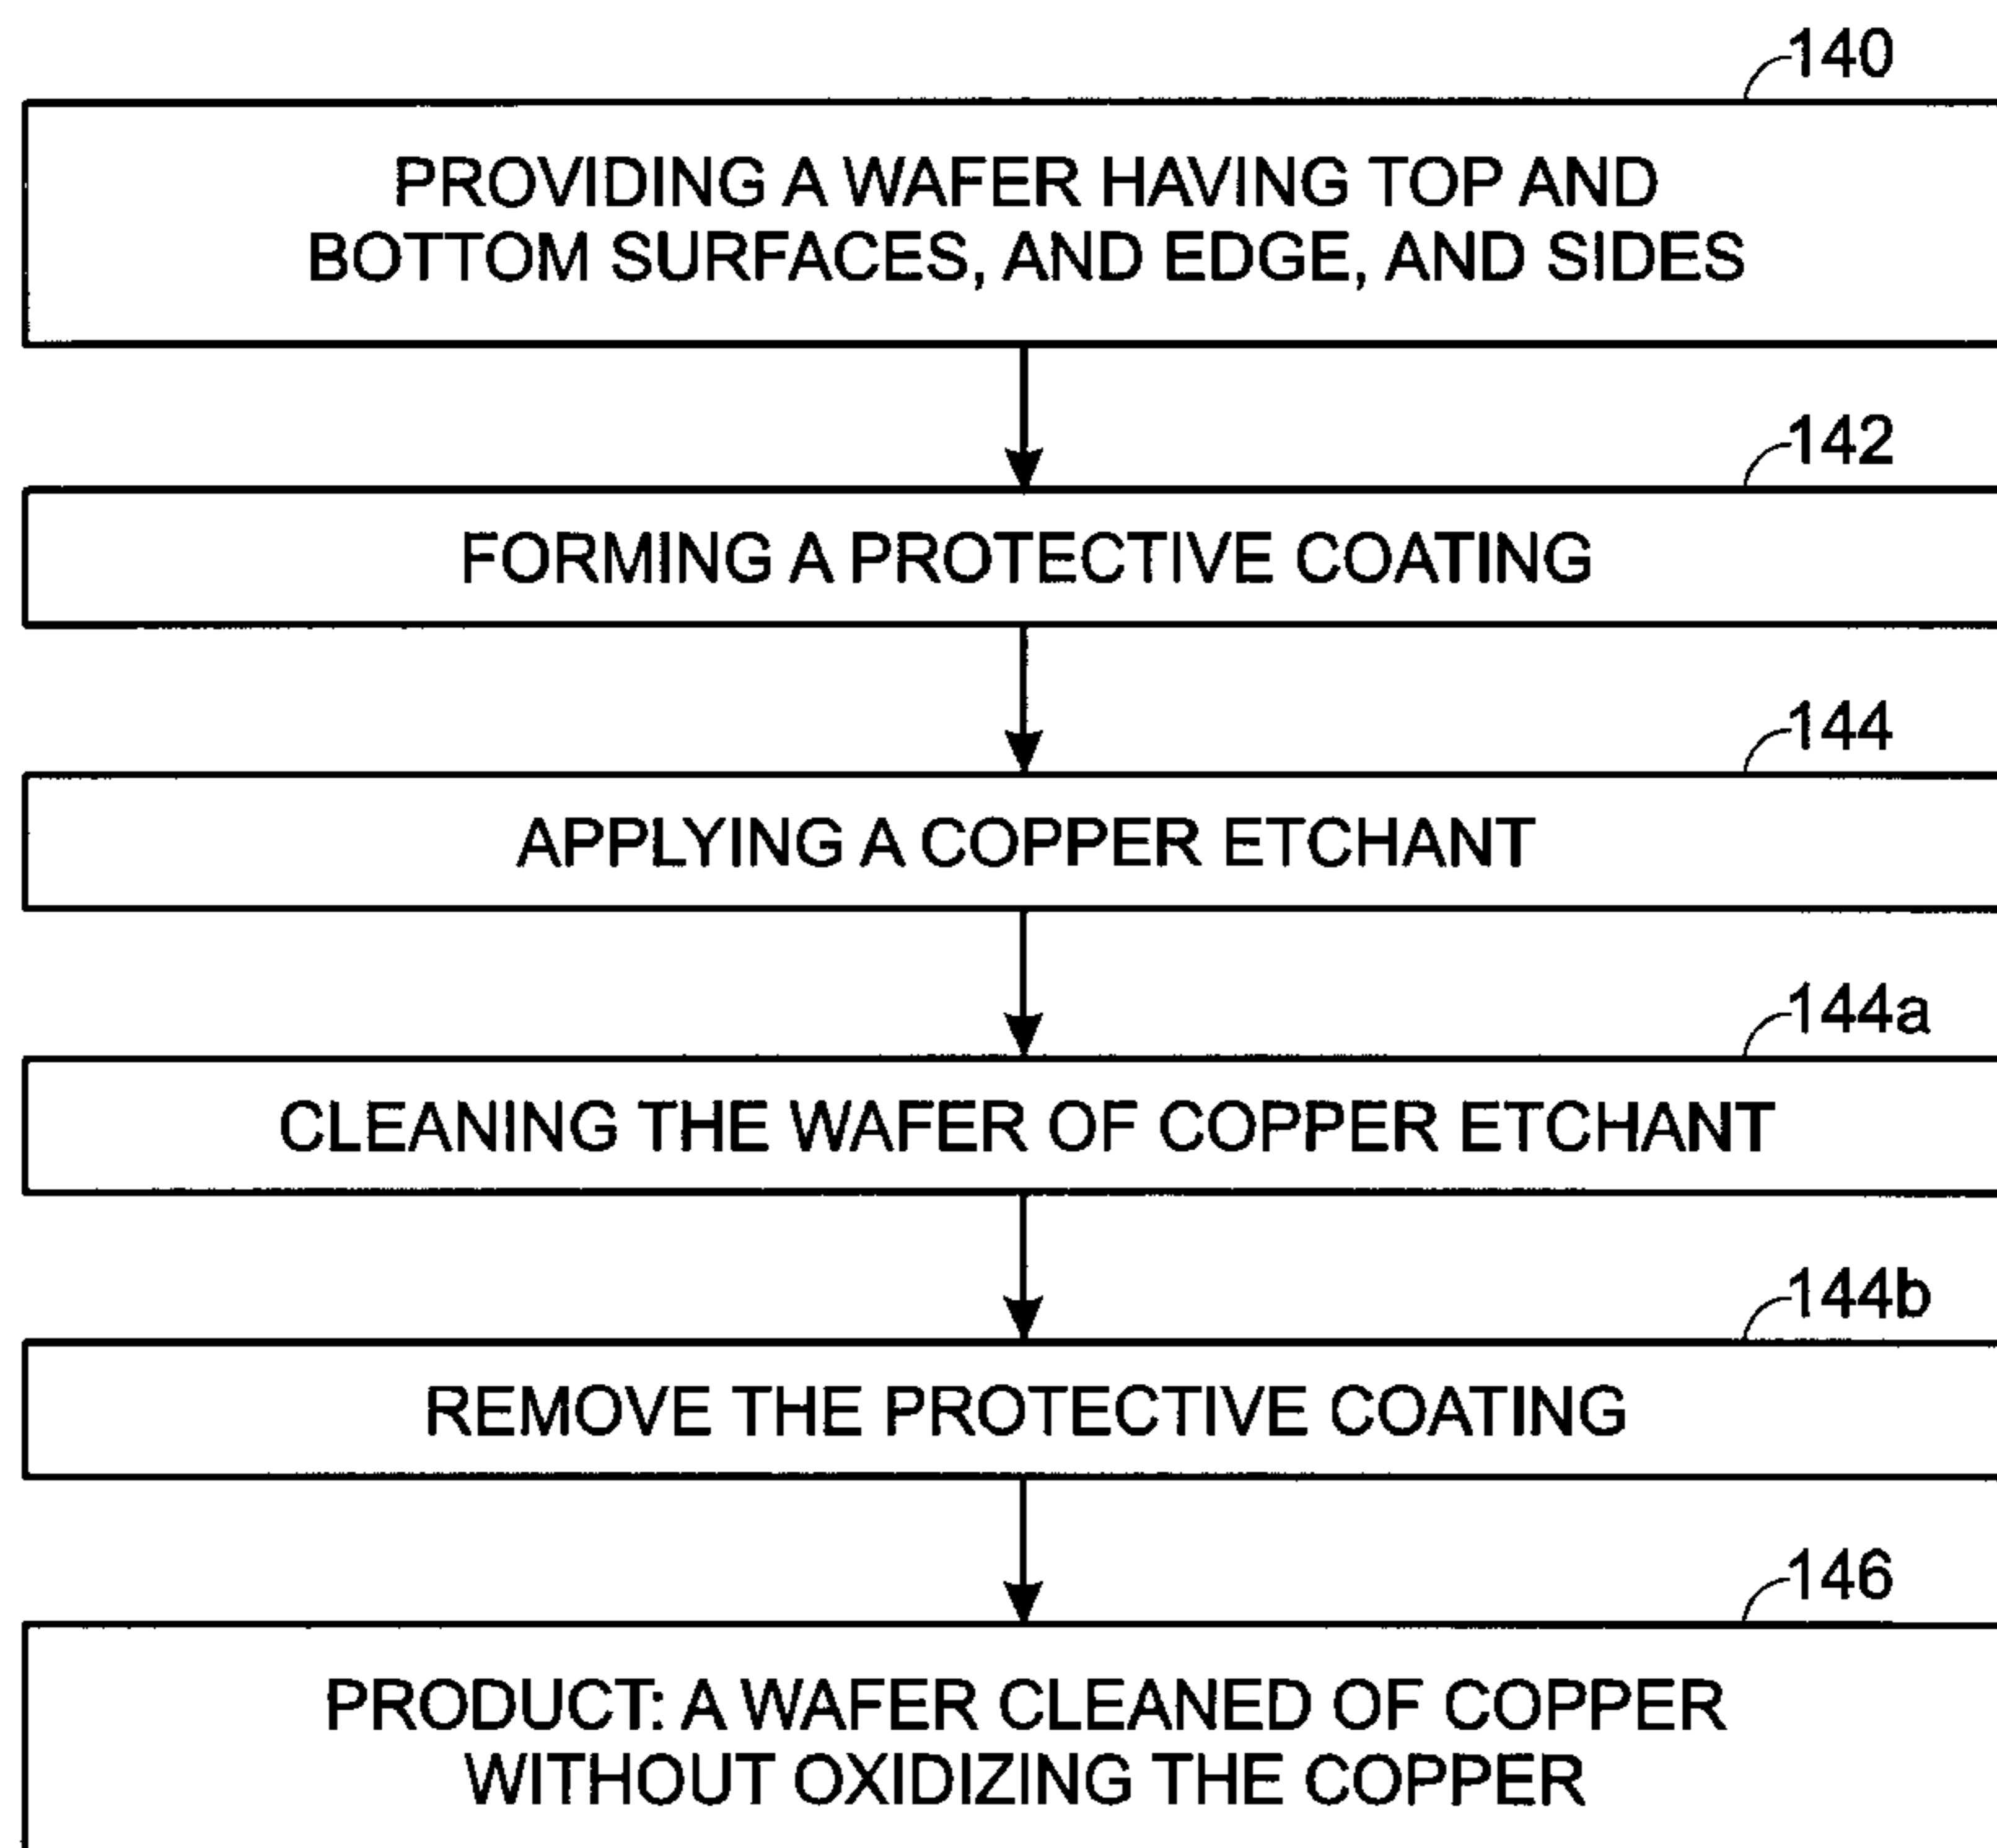 140
PROVIDING A WAFER HAVING TOP AND
BOTTOM SURFACES, AND EDGE, AND SIDES
142
FORMING A PROTECTIVE COATING
144
APPLYING A COPPER ETCHANT
144a
CLEANING THE WAFER OF COPPER ETCHANT
144b
REMOVE THE PROTECTIVE COATING
146
PRODUCT: A WAFER CLEANED OF COPPER
WITHOUT OXIDIZING THE COPPER